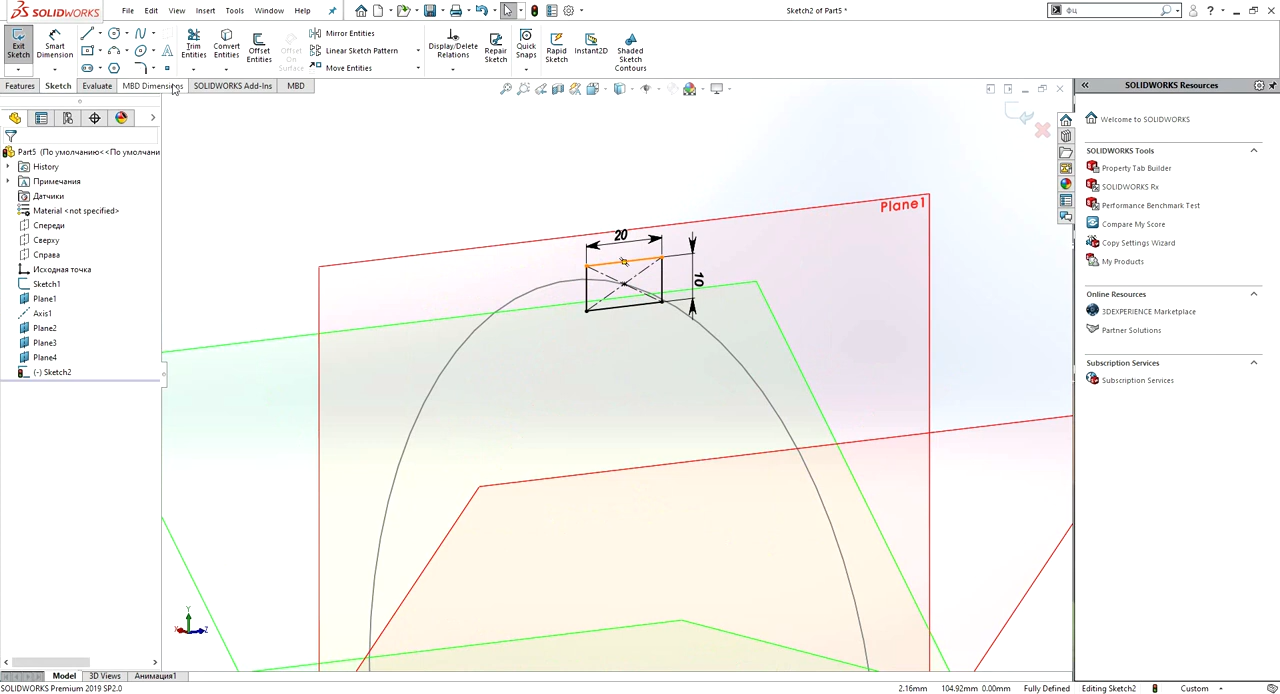 SOLIDWORKS File Edit View Insert Tools Window Help Sketch2 of Part5 * фц
Exit Sketch
Smart Dimension
Trim Entities
Convert Entities
Offset Entities
Offset On Surface
Mirror Entities
Linear Sketch Pattern
Move Entities
Display/Delete Relations
Repair Sketch
Quick Snaps
Rapid Sketch
Instant2D
Shaded Sketch Contours
Features Sketch Evaluate MBD Dimensions SOLIDWORKS Add-Ins MBD
SOLIDWORKS Resources
Part5 (По умолчанию<<По умолчани
History
Примечания
Датчики
Material <not specified>
Спереди
Сверху
Справа
Исходная точка
Sketch1
Plane1
Axis1
Plane2
Plane3
Plane4
(-) Sketch2
Plane1
20
10
Y
X
Z
Welcome to SOLIDWORKS
SOLIDWORKS Tools
Property Tab Builder
SOLIDWORKS Rx
Performance Benchmark Test
Compare My Score
Copy Settings Wizard
My Products
Online Resources
3DEXPERIENCE Marketplace
Partner Solutions
Subscription Services
Subscription Services
Model 3D Views Анимация1
SOLIDWORKS Premium 2019 SP2.0 2.16mm 104.92mm 0.00mm Fully Defined Editing Sketch2 Custom